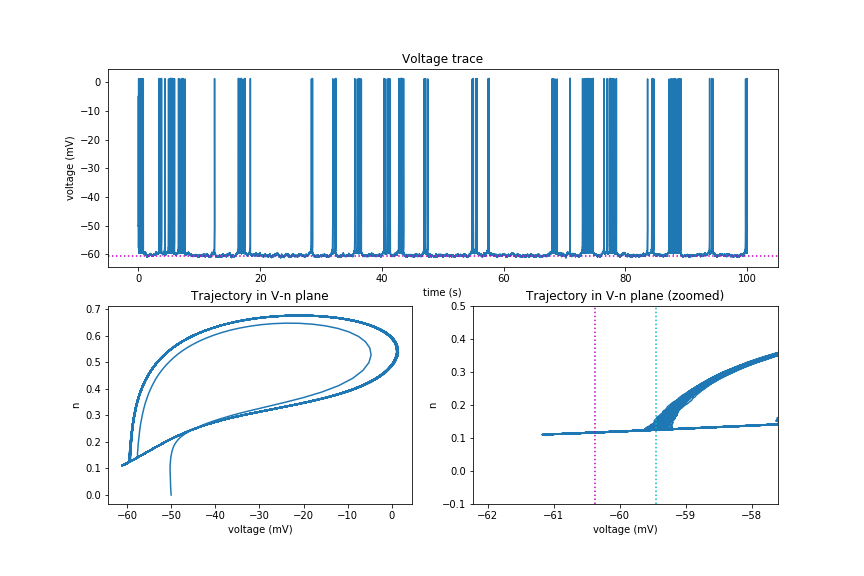 Voltage trace
0
−10
−20
−30
−40
−50
−60
voltage (mV)
0 20 40 60 80 100
time (s)
Trajectory in V-n plane
0.7
0.6
0.5
0.4
0.3
0.2
0.1
0.0
n
−60 −50 −40 −30 −20 −10 0
voltage (mV)
Trajectory in V-n plane (zoomed)
0.5
0.4
0.3
0.2
0.1
0.0
−0.1
n
−62 −61 −60 −59 −58
voltage (mV)